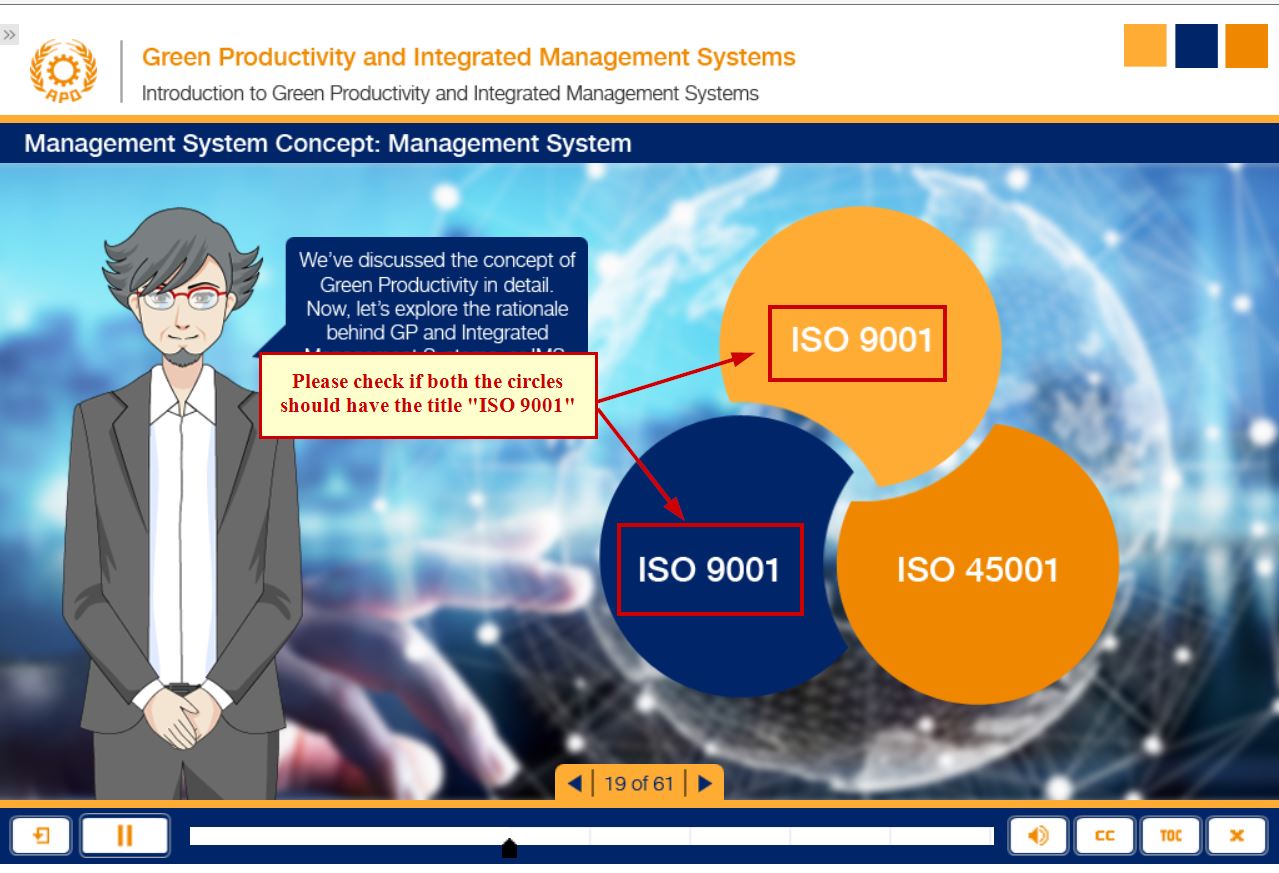 »
APO
Green Productivity and Integrated Management Systems
Introduction to Green Productivity and Integrated Management Systems
Management System Concept: Management System
We've discussed the concept of
Green Productivity in detail.
Now, let's explore the rationale
behind GP and Integrated
Please check if both the circles
should have the title "ISO 9001"
ISO 9001
ISO 9001
ISO 45001
19 of 61
CC
TOC